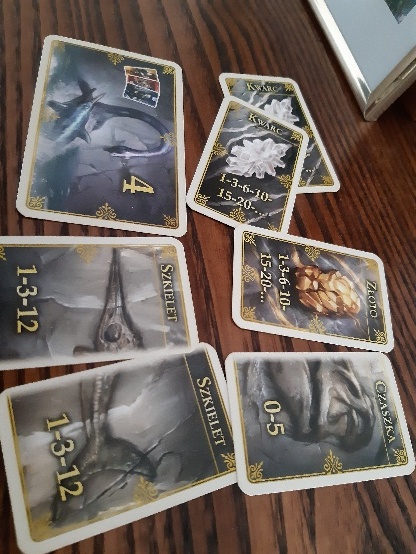 4
KWARC
KWARC
1-3-6-10-
15-20-...
SZKIELET
1-3-12
ZŁOTO
1-3-6-10-
15-20-...
SZKIELET
1-3-12
CZASZKA
0-5